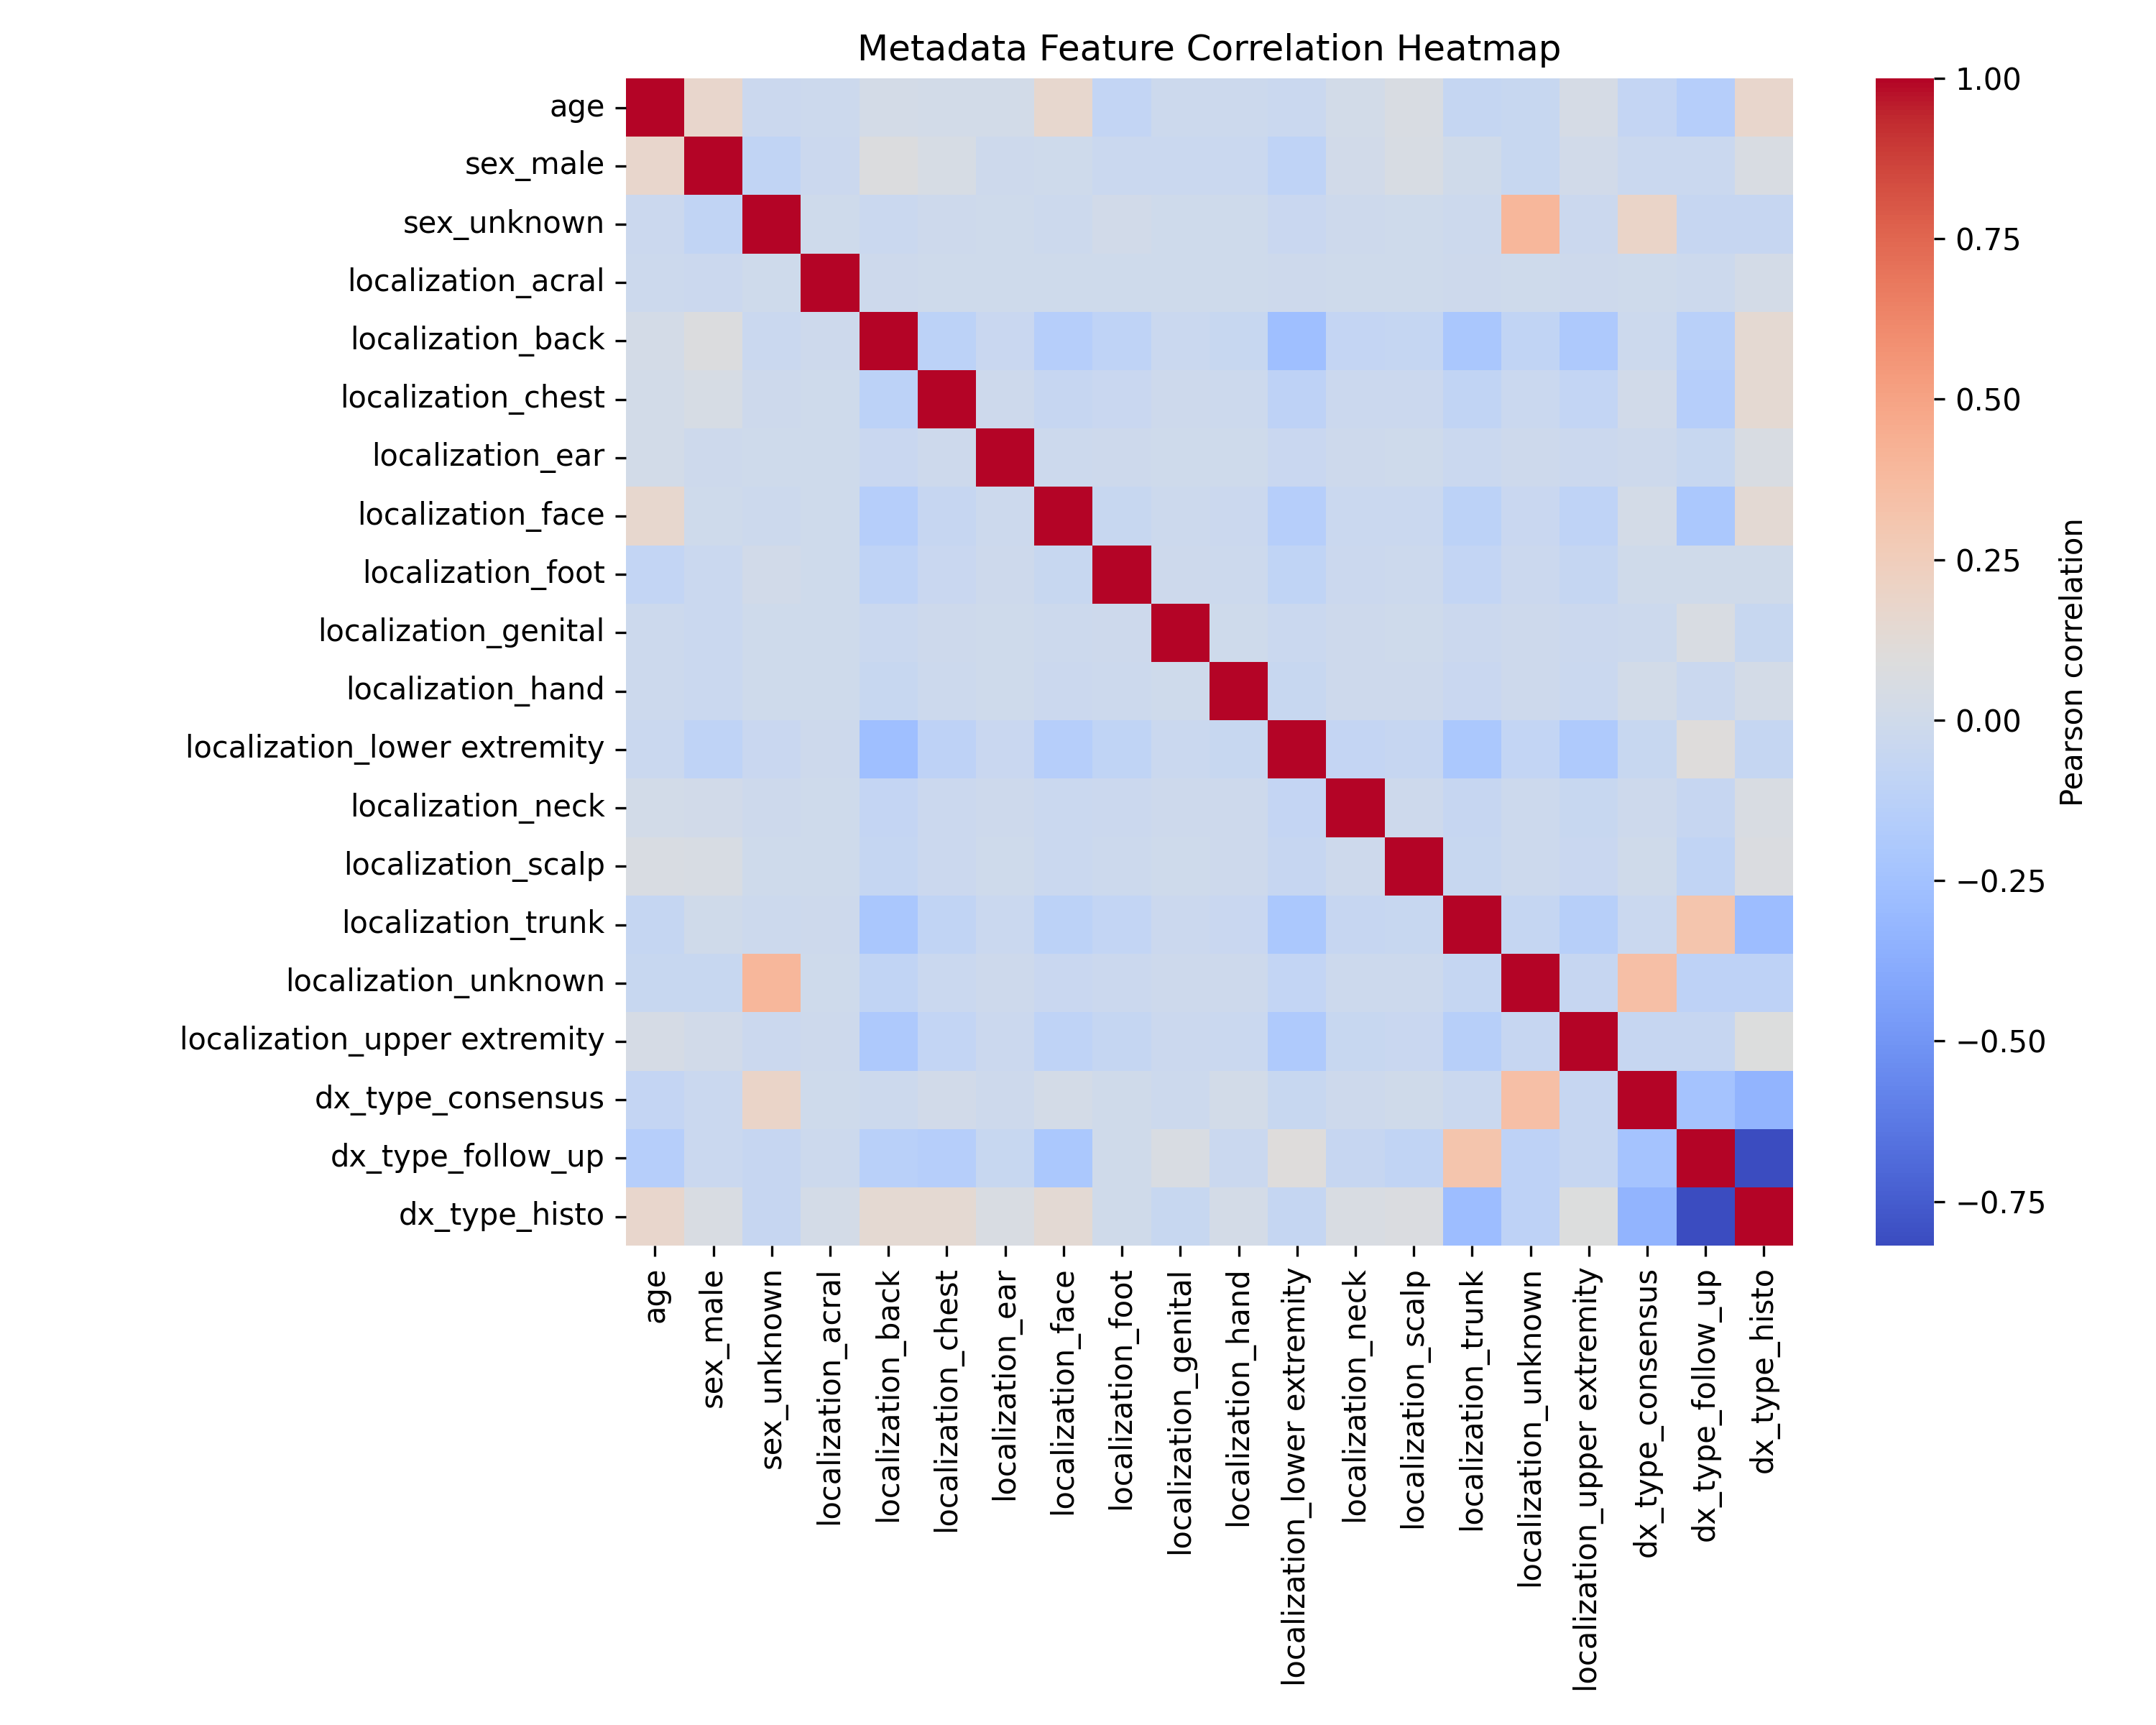 Metadata Feature Correlation Heatmap
age
sex_male
sex_unknown
localization_acral
localization_back
localization_chest
localization_ear
localization_face
localization_foot
localization_genital
localization_hand
localization_lower extremity
localization_neck
localization_scalp
localization_trunk
localization_unknown
localization_upper extremity
dx_type_consensus
dx_type_follow_up
dx_type_histo
age
sex_male
sex_unknown
localization_acral
localization_back
localization_chest
localization_ear
localization_face
localization_foot
localization_genital
localization_hand
localization_lower extremity
localization_neck
localization_scalp
localization_trunk
localization_unknown
localization_upper extremity
dx_type_consensus
dx_type_follow_up
dx_type_histo
1.00
0.75
0.50
0.25
0.00
−0.25
−0.50
−0.75
Pearson correlation